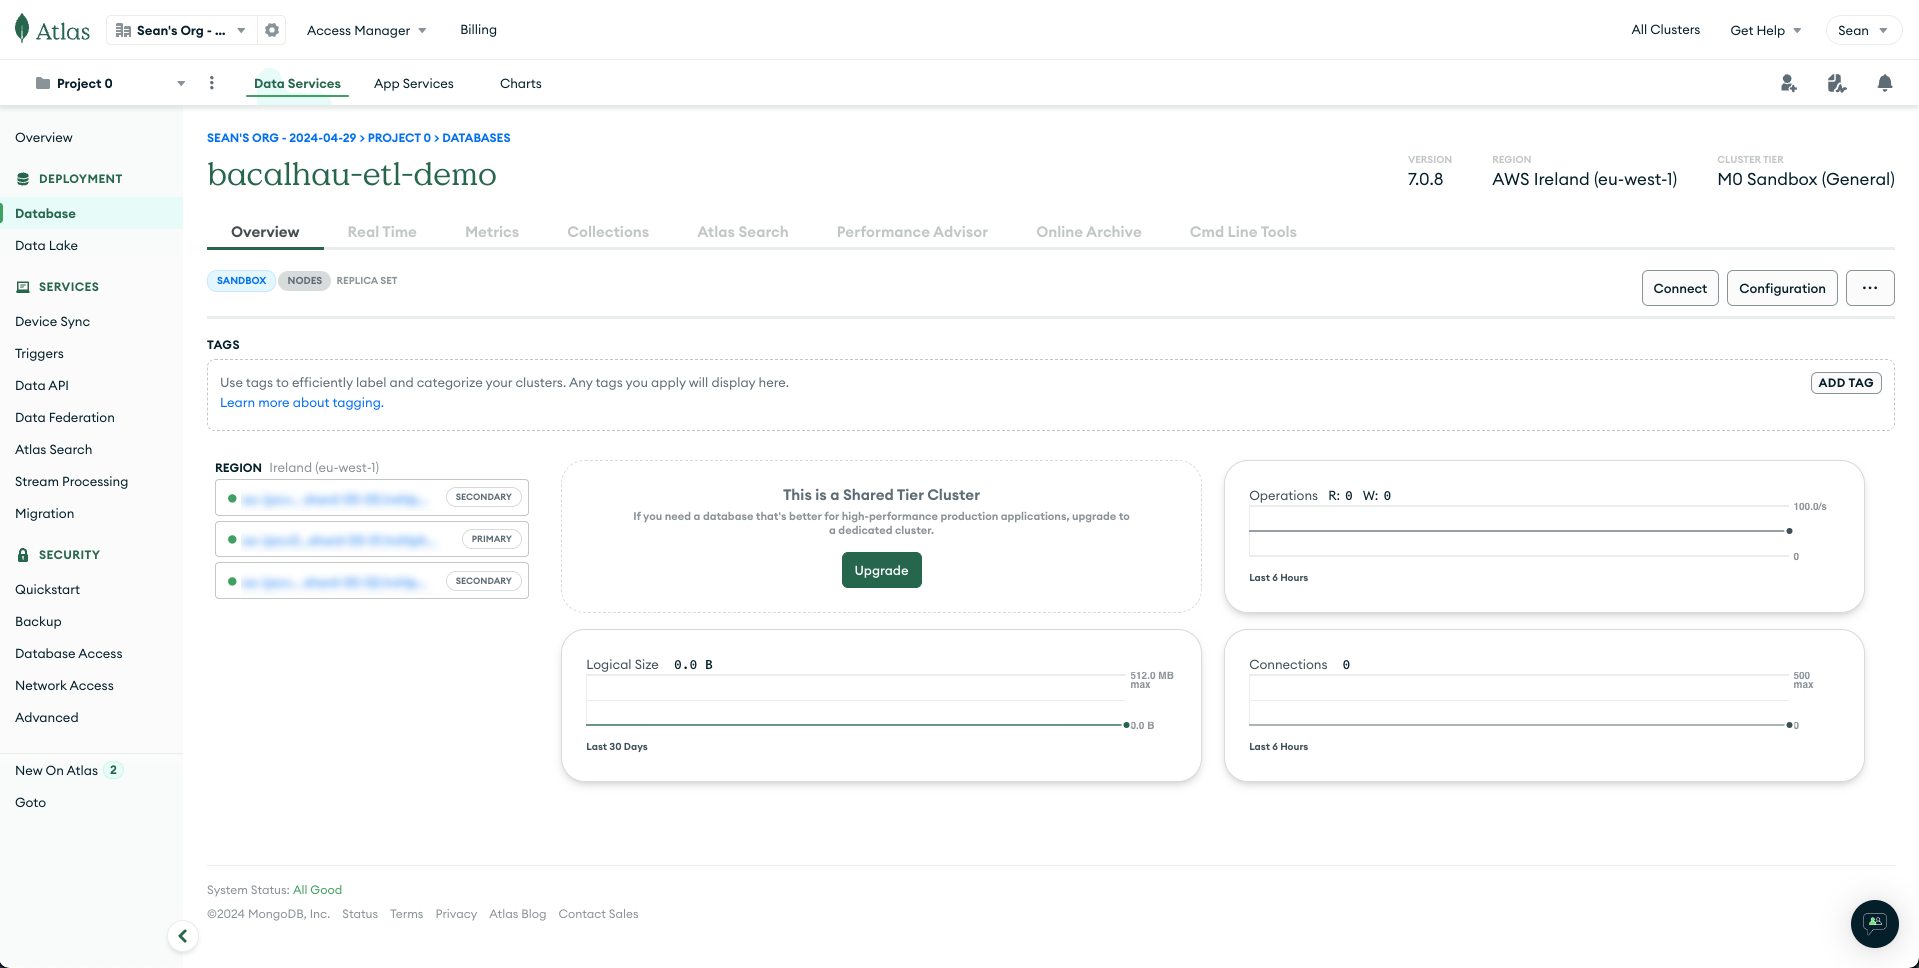 Atlas
Sean's Org - ...
Access Manager
Billing
All Clusters
Get Help
Sean
Project 0
Data Services
App Services
Charts
Overview
DEPLOYMENT
Database
Data Lake
SERVICES
Device Sync
Triggers
Data API
Data Federation
Atlas Search
Stream Processing
Migration
SECURITY
Quickstart
Backup
Database Access
Network Access
Advanced
New On Atlas 2
Goto
SEAN'S ORG - 2024-04-29 > PROJECT 0 > DATABASES
bacalhau-etl-demo
VERSION
7.0.8
REGION
AWS Ireland (eu-west-1)
CLUSTER TIER
M0 Sandbox (General)
Overview
Real Time
Metrics
Collections
Atlas Search
Performance Advisor
Online Archive
Cmd Line Tools
SANDBOX
NODES
REPLICA SET
Connect
Configuration
...
TAGS
Use tags to efficiently label and categorize your clusters. Any tags you apply will display here.
Learn more about tagging.
ADD TAG
REGION Ireland (eu-west-1)
SECONDARY
PRIMARY
SECONDARY
This is a Shared Tier Cluster
If you need a database that's better for high-performance production applications, upgrade to
a dedicated cluster.
Upgrade
Operations R: 0 W: 0
100.0/s
0
Last 6 Hours
Logical Size 0.0 B
512.0 MB
max
0.0 B
Last 30 Days
Connections 0
500
max
0
Last 6 Hours
System Status: All Good
©2024 MongoDB, Inc. Status Terms Privacy Atlas Blog Contact Sales